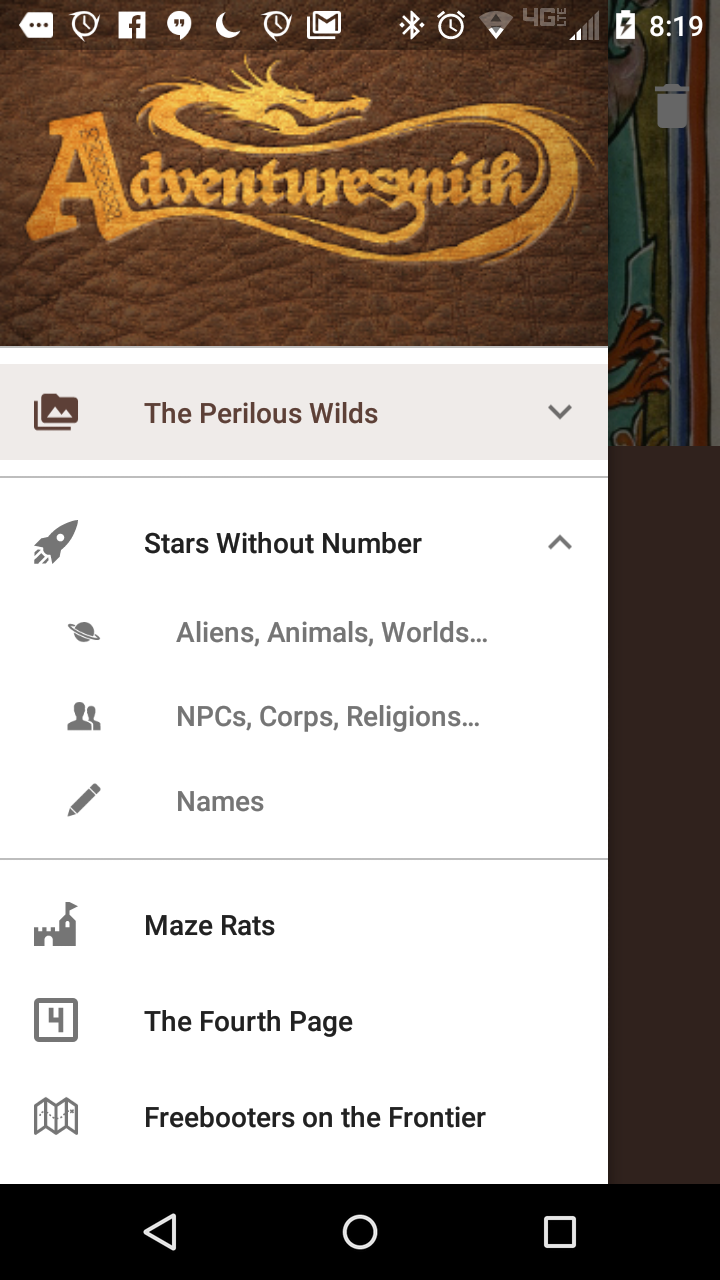 4G LTE
8:19
Adventuresmith
The Perilous Wilds
Stars Without Number
Aliens, Animals, Worlds...
NPCs, Corps, Religions...
Names
Maze Rats
4
The Fourth Page
Freebooters on the Frontier